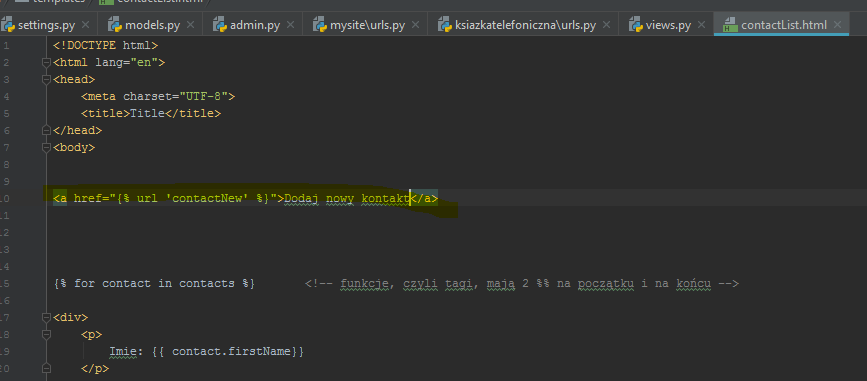 settings.py models.py admin.py mysite\urls.py ksiazkatelefoniczna\urls.py views.py contactList.html
1 <!DOCTYPE html>
2 <html lang="en">
3 <head>
4 <meta charset="UTF-8">
5 <title>Title</title>
6 </head>
7 <body>
8
9
10 <a href="{% url 'contactNew' %}">Dodaj nowy kontakt</a>
11
12
13
14
15 {% for contact in contacts %} <!-- funkcje, czyli tagi, mają 2 %% na początku i na końcu -->
16
17 <div>
18 <p>
19 Imie: {{ contact.firstName}}
20 </p>